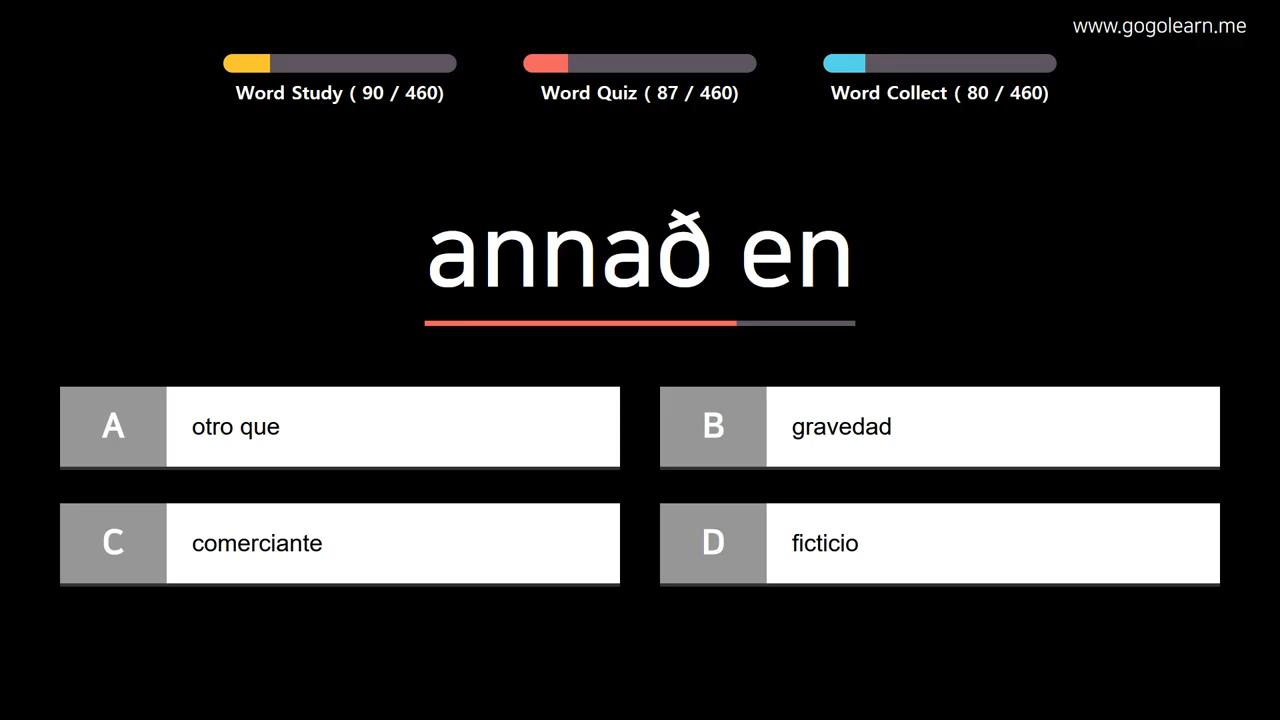 www.gogolearn.me
Word Study ( 90 / 460)
Word Quiz ( 87 / 460)
Word Collect ( 80 / 460)
annað en
A otro que
B gravedad
C comerciante
D ficticio